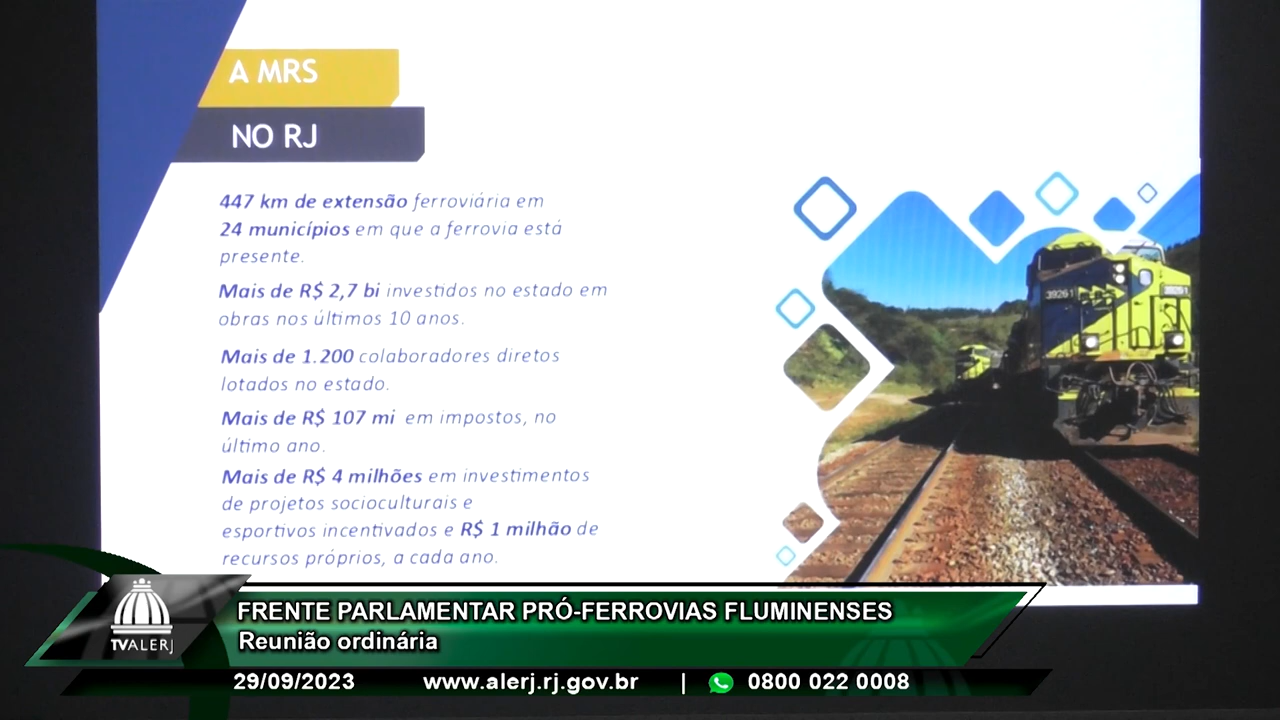 A MRS
NO RJ
447 km de extensão ferroviária em
24 municípios em que a ferrovia está
presente.
Mais de R$ 2,7 bi investidos no estado em
obras nos últimos 10 anos.
Mais de 1.200 colaboradores diretos
lotados no estado.
Mais de R$ 107 mi em impostos, no
último ano.
Mais de R$ 4 milhões em investimentos
de projetos socioculturais e
esportivos incentivados e R$ 1 milhão de
recursos próprios, a cada ano.
39261
39261
TVALERJ
FRENTE PARLAMENTAR PRÓ-FERROVIAS FLUMINENSES
Reunião ordinária
29/09/2023 www.alerj.rj.gov.br | 0800 022 0008